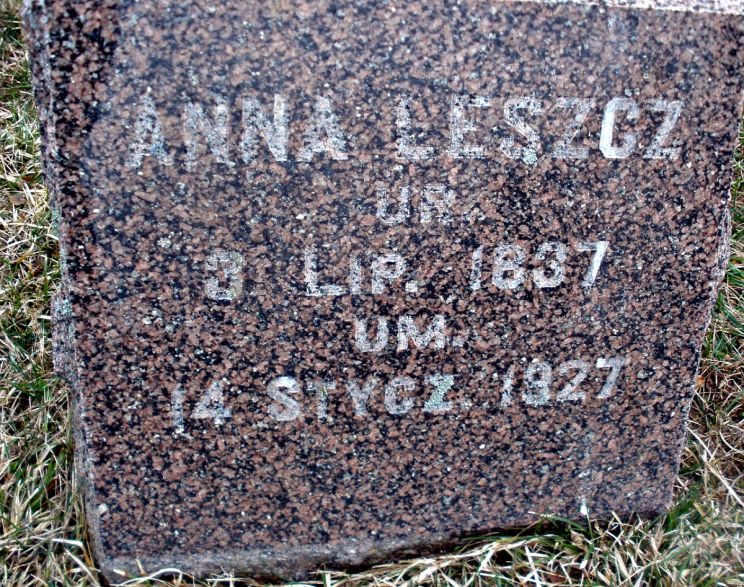 ANNA LESZCZ
UR.
3 LIP. 1837
UM.
14 STYCZ. 1927